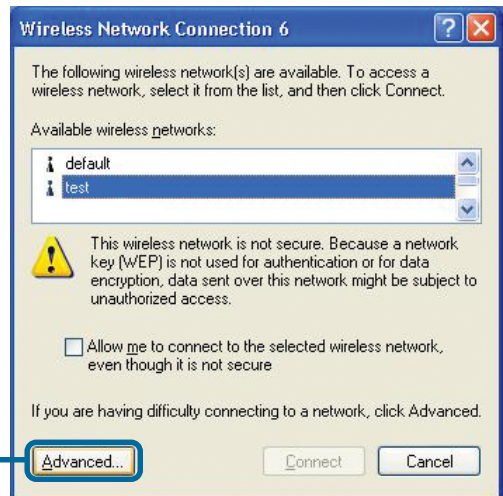 Wireless Network Connection 6
The following wireless network(s) are available. To access a
wireless network, select it from the list, and then click Connect.
Available wireless networks:
default
test
This wireless network is not secure. Because a network
key (WEP) is not used for authentication or for data
encryption, data sent over this network might be subject to
unauthorized access.
Allow me to connect to the selected wireless network,
even though it is not secure
If you are having difficulty connecting to a network, click Advanced.
Advanced... Connect Cancel